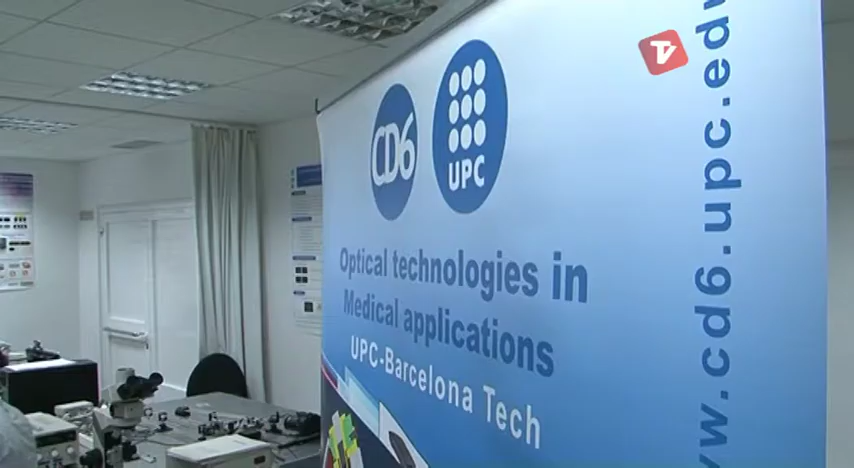 TV
CD6
UPC
Optical technologies in
Medical applications
UPC-Barcelona Tech
www.cd6.upc.edu